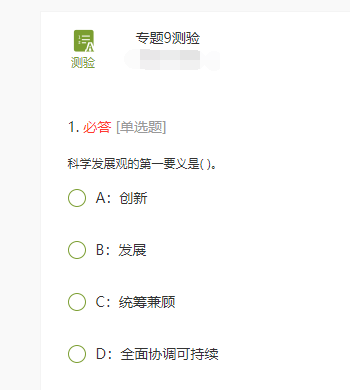 专题9测验
测验
1. 必答 [单选题]
科学发展观的第一要义是( )。
A：创新
B：发展
C：统筹兼顾
D：全面协调可持续